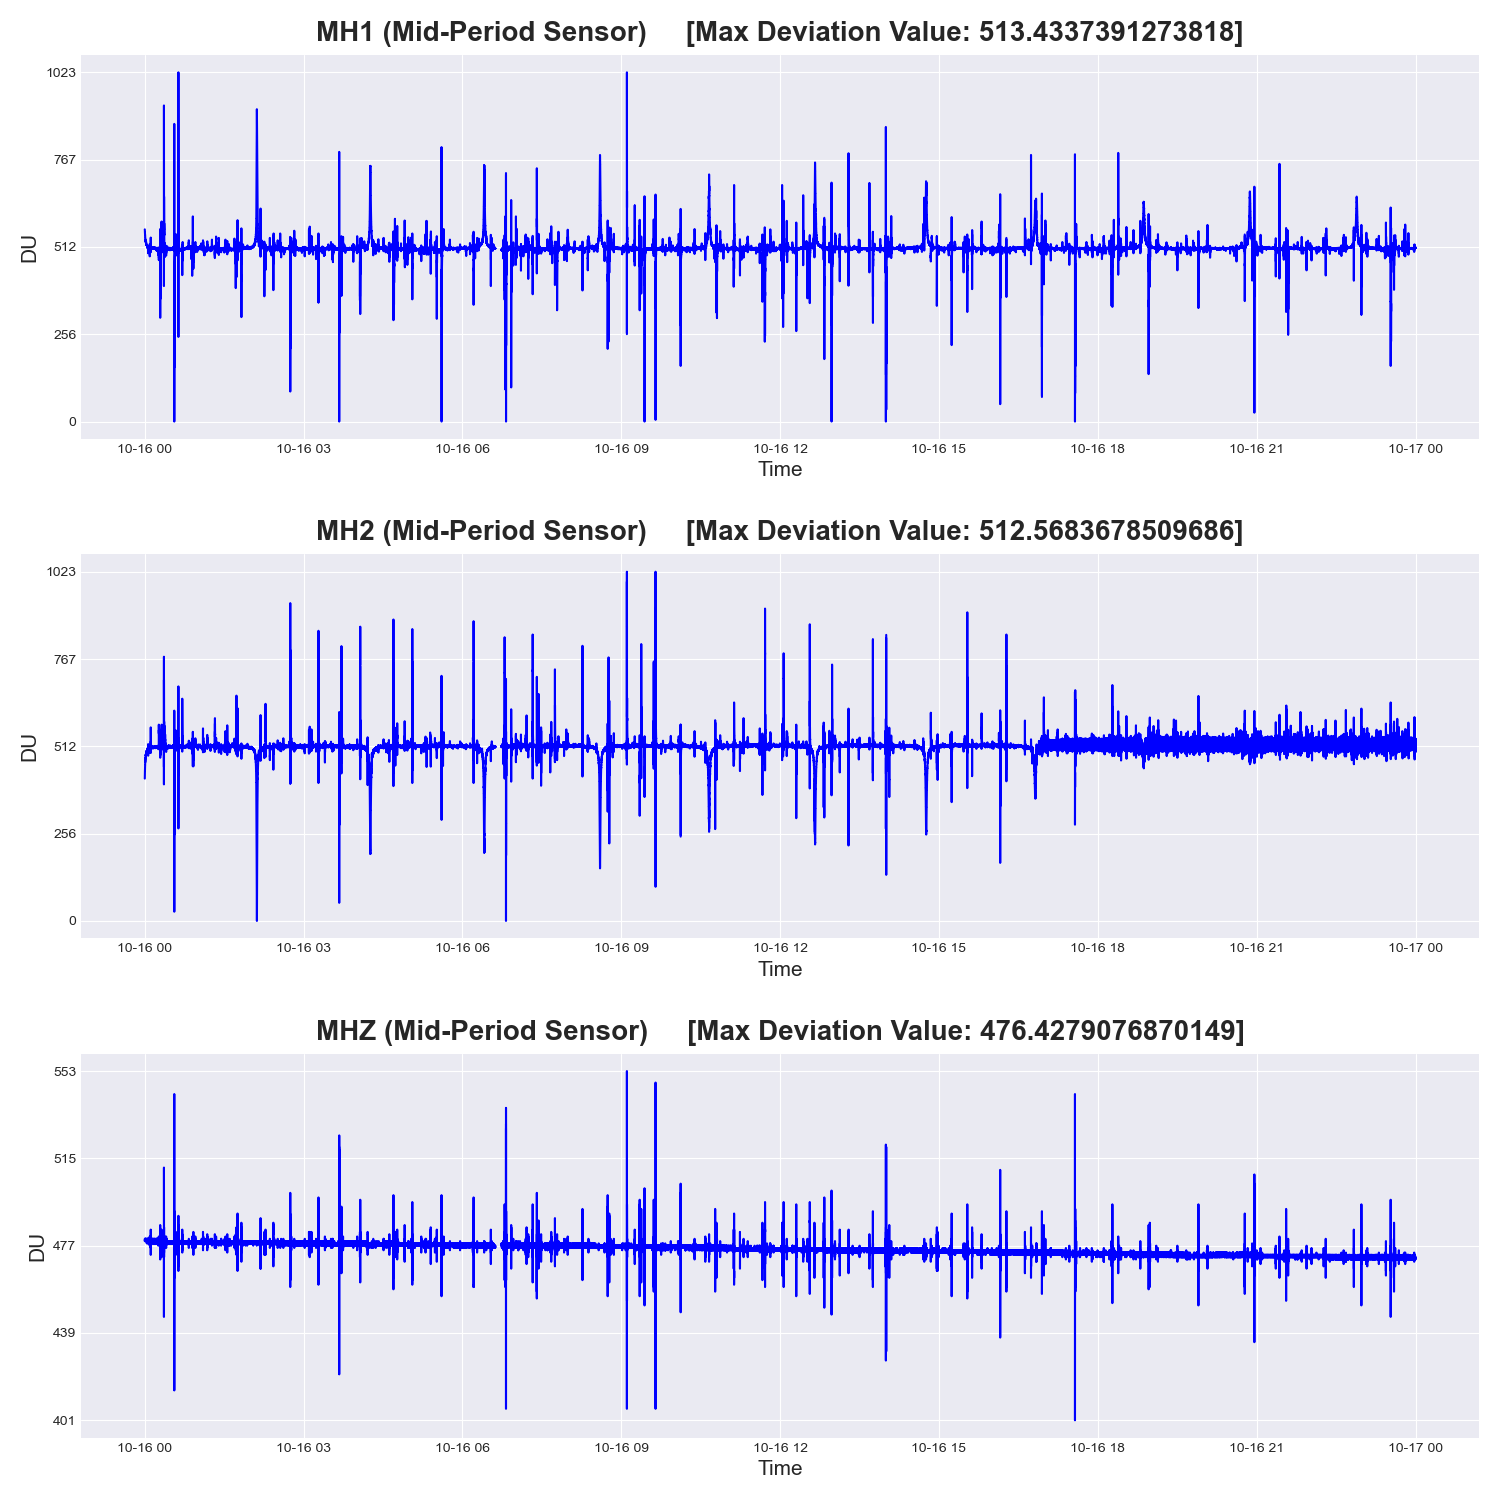 MH1 (Mid-Period Sensor) [Max Deviation Value: 513.4337391273818]
1023
767
512
256
0
DU
10-16 00 10-16 03 10-16 06 10-16 09 10-16 12 10-16 15 10-16 18 10-16 21 10-17 00
Time
MH2 (Mid-Period Sensor) [Max Deviation Value: 512.5683678509686]
1023
767
512
256
0
DU
10-16 00 10-16 03 10-16 06 10-16 09 10-16 12 10-16 15 10-16 18 10-16 21 10-17 00
Time
MHZ (Mid-Period Sensor) [Max Deviation Value: 476.4279076870149]
553
515
477
439
401
DU
10-16 00 10-16 03 10-16 06 10-16 09 10-16 12 10-16 15 10-16 18 10-16 21 10-17 00
Time